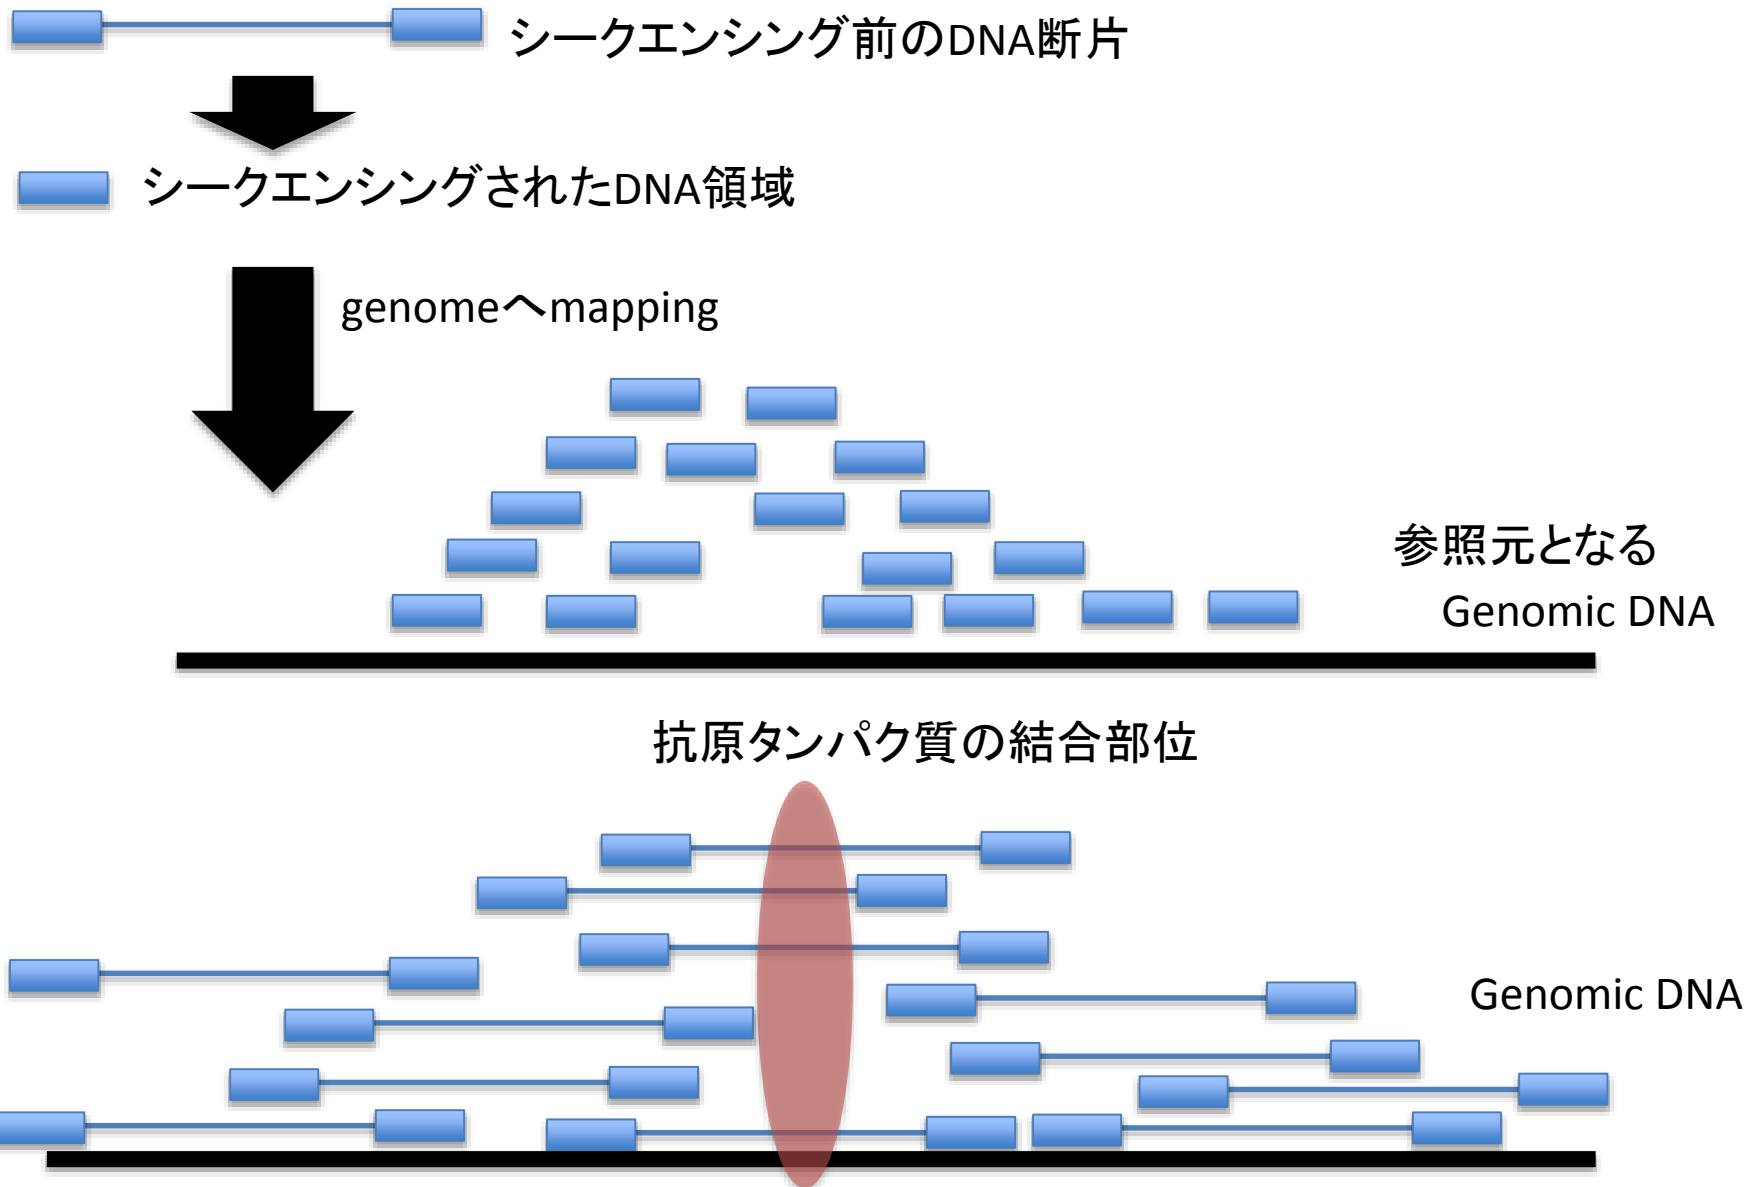 シークエンシング前のDNA断片
シークエンシングされたDNA領域
genomeへmapping
参照元となる
Genomic DNA
抗原タンパク質の結合部位
Genomic DNA